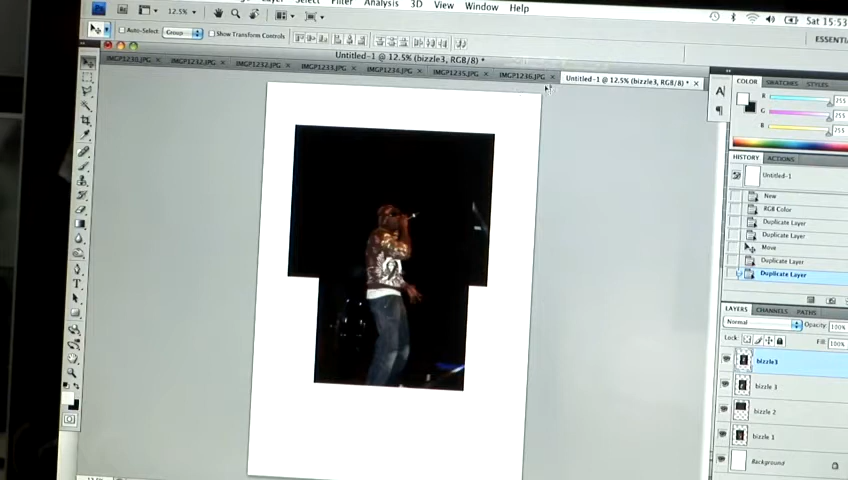 Select Filter Analysis 3D View Window Help
12.5% Sat 15:53
Auto-Select: Group Show Transform Controls ESSENTI
Untitled-1 @ 12.5% (bizzle3, RGB/8) *
IMGP1230.JPG IMGP1232.JPG IMGP1232.JPG IMGP1233.JPG IMGP1234.JPG IMGP1235.JPG IMGP1236.JPG Untitled-1 @ 12.5% (bizzle3, RGB/8) *
COLOR SWATCHES STYLES
R 255
G 255
B 255
HISTORY ACTIONS
Untitled-1
New
RGB Color
Duplicate Layer
Duplicate Layer
Move
Duplicate Layer
Duplicate Layer
LAYERS CHANNELS PATHS
Normal Opacity: 100%
Lock: Fill: 100%
bizzle3
bizzle 3
bizzle 2
bizzle 1
Background